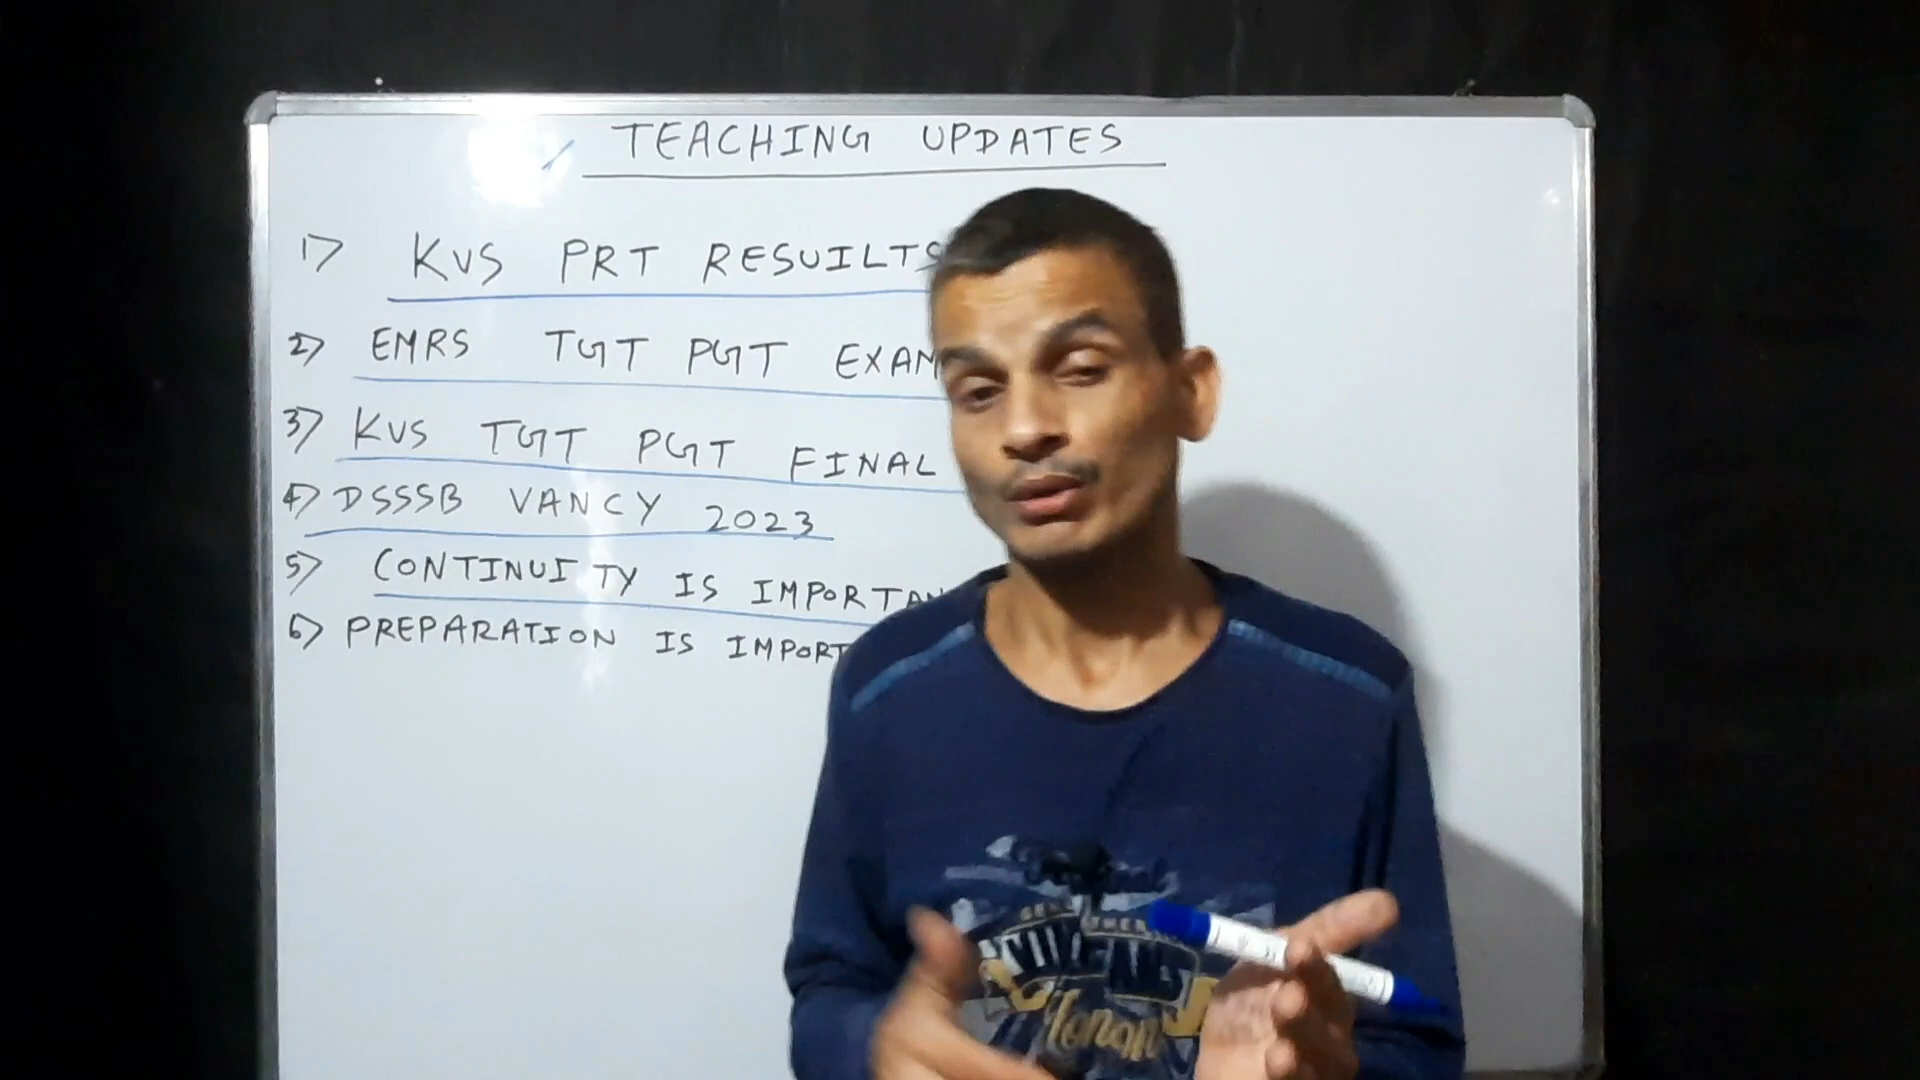 TEACHING UPDATES
1) KVS PRT RESUILTS
2) EMRS TGT PGT EXAM
3) KVS TGT PGT FINAL
4) DSSSB VANCY 2023
5) CONTINUITY IS IMPORTAN
6) PREPARATION IS IMPORT